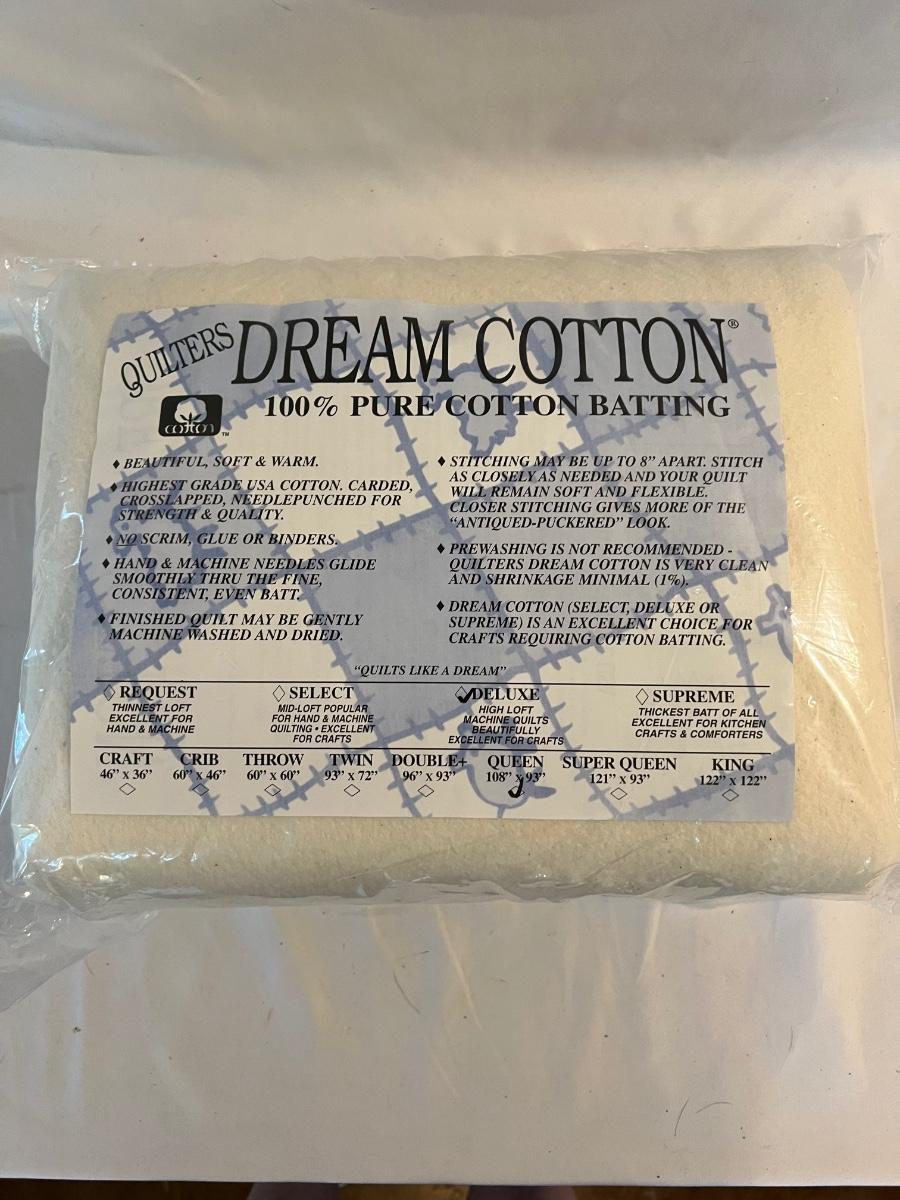 QUILTERS DREAM COTTON®
100% PURE COTTON BATTING
cotton ™
♦ BEAUTIFUL, SOFT & WARM.
♦ HIGHEST GRADE USA COTTON. CARDED,
CROSSLAPPED, NEEDLEPUNCHED FOR
STRENGTH & QUALITY.
♦ NO SCRIM, GLUE OR BINDERS.
♦ HAND & MACHINE NEEDLES GLIDE
SMOOTHLY THRU THE FINE,
CONSISTENT, EVEN BATT.
♦ FINISHED QUILT MAY BE GENTLY
MACHINE WASHED AND DRIED.
♦ STITCHING MAY BE UP TO 8” APART. STITCH
AS CLOSELY AS NEEDED AND YOUR QUILT
WILL REMAIN SOFT AND FLEXIBLE.
CLOSER STITCHING GIVES MORE OF THE
“ANTIQUED-PUCKERED” LOOK.
♦ PREWASHING IS NOT RECOMMENDED -
QUILTERS DREAM COTTON IS VERY CLEAN
AND SHRINKAGE MINIMAL (1%).
♦ DREAM COTTON (SELECT, DELUXE OR
SUPREME) IS AN EXCELLENT CHOICE FOR
CRAFTS REQUIRING COTTON BATTING.
“QUILTS LIKE A DREAM”
◊ REQUEST
THINNEST LOFT
EXCELLENT FOR
HAND & MACHINE
◊ SELECT
MID-LOFT POPULAR
FOR HAND & MACHINE
QUILTING • EXCELLENT
FOR CRAFTS
✓ DELUXE
HIGH LOFT
MACHINE QUILTS
BEAUTIFULLY
EXCELLENT FOR CRAFTS
◊ SUPREME
THICKEST BATT OF ALL
EXCELLENT FOR KITCHEN
CRAFTS & COMFORTERS
CRAFT
46” x 36”
CRIB
60” x 46”
THROW
60” x 60”
TWIN
93” x 72”
DOUBLE+
96” x 93”
QUEEN
108” x 93”
SUPER QUEEN
121” x 93”
KING
122” x 122”